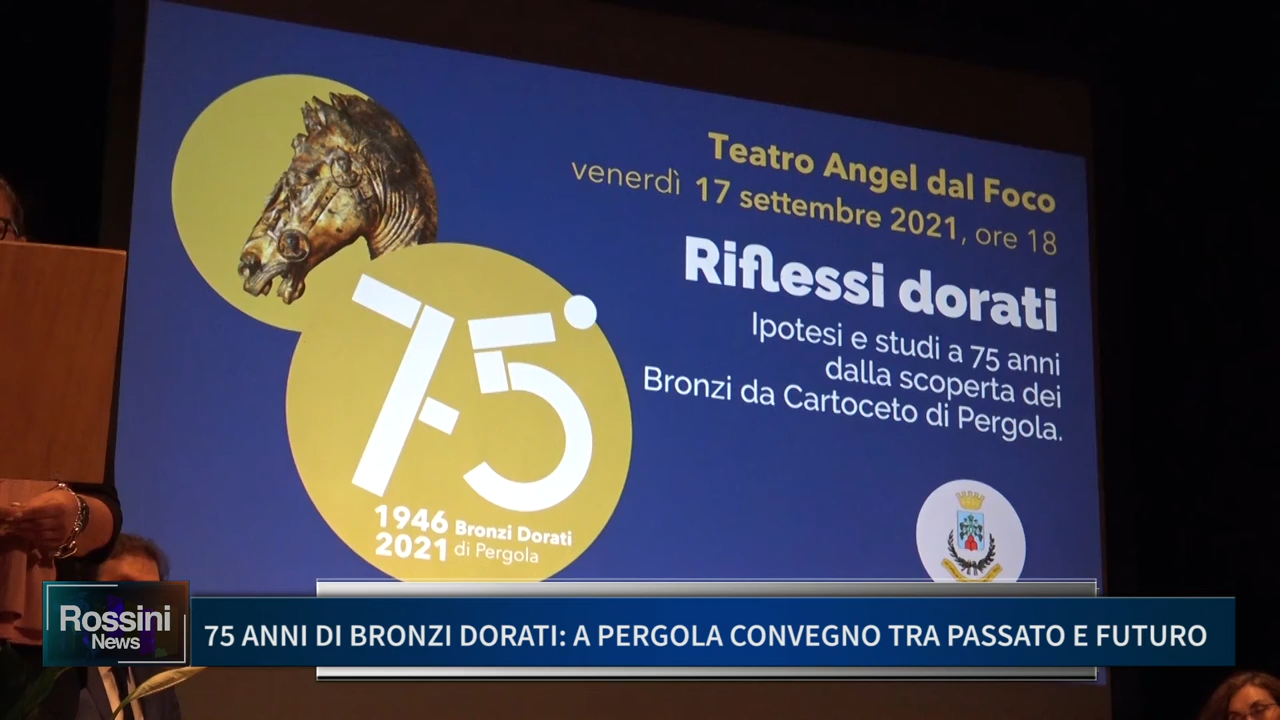 Teatro Angel dal Foco
venerdì 17 settembre 2021, ore 18
Riflessi dorati
Ipotesi e studi a 75 anni
dalla scoperta dei
Bronzi da Cartoceto di Pergola.
75°
1946 Bronzi Dorati
2021 di Pergola
Rossini
News
75 ANNI DI BRONZI DORATI: A PERGOLA CONVEGNO TRA PASSATO E FUTURO